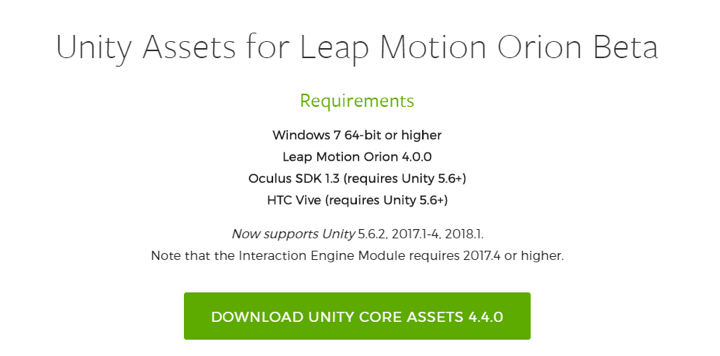 Unity Assets for Leap Motion Orion Beta
Requirements
Windows 7 64-bit or higher
Leap Motion Orion 4.0.0
Oculus SDK 1.3 (requires Unity 5.6+)
HTC Vive (requires Unity 5.6+)
Now supports Unity 5.6.2, 2017.1-4, 2018.1.
Note that the Interaction Engine Module requires 2017.4 or higher.
DOWNLOAD UNITY CORE ASSETS 4.4.0